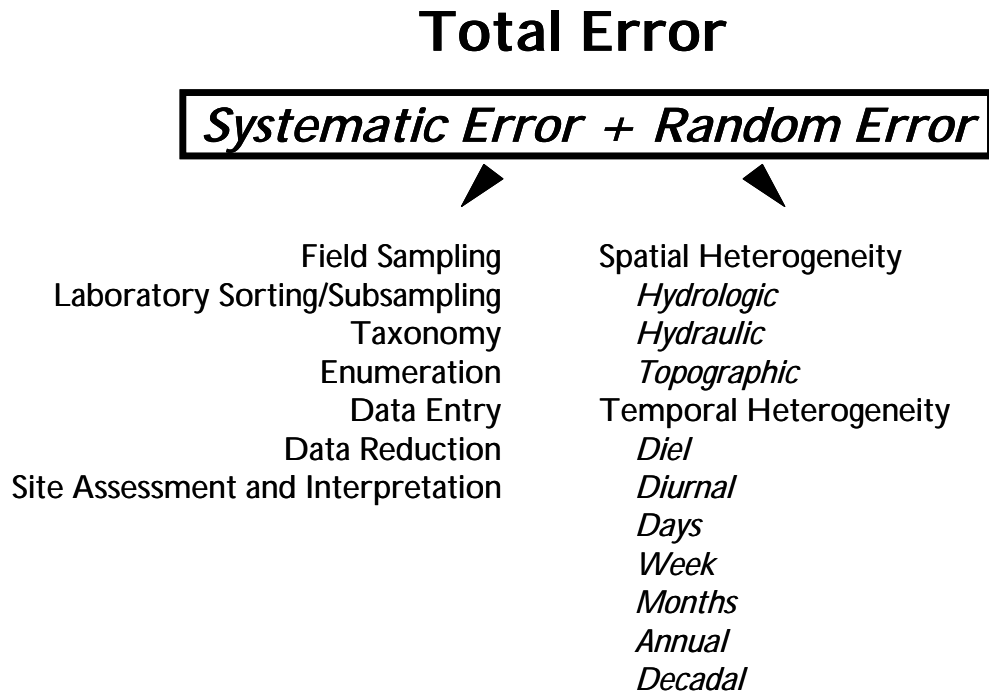 Total Error
Systematic Error + Random Error
Field Sampling
Laboratory Sorting/Subsampling
Taxonomy
Enumeration
Data Entry
Data Reduction
Site Assessment and Interpretation
Spatial Heterogeneity
Hydrologic
Hydraulic
Topographic
Temporal Heterogeneity
Diel
Diurnal
Days
Week
Months
Annual
Decadal